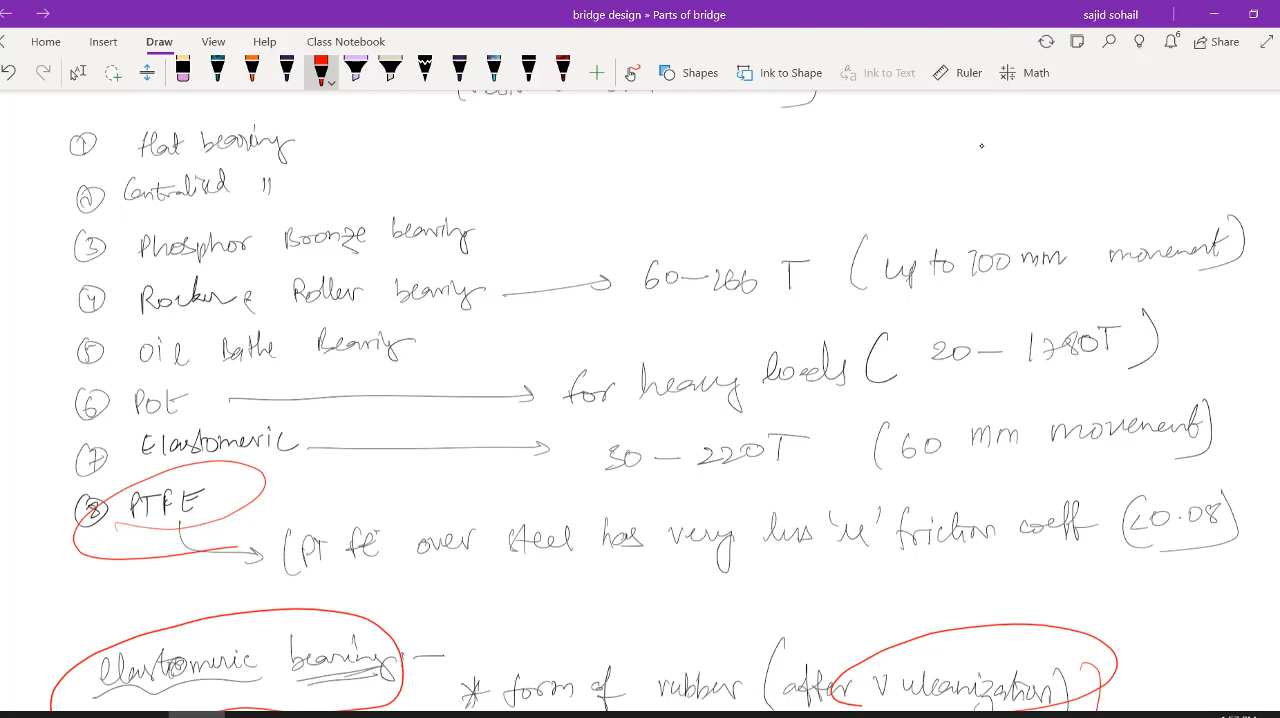 bridge design » Parts of bridge
sajid sohail
Home Insert Draw View Help Class Notebook
Share
Shapes Ink to Shape Ink to Text Ruler Math
① flat bearing
② Centralised "
③ Phosphor Bronze bearing
④ Rocker & Roller bearing → 60-266 T (up to 100 mm movement)
⑤ Oil Bathe Bearing
⑥ Pot → for heavy loads (20 - 1780T)
⑦ Elastomeric → 30 - 220T (60 mm movement)
⑧ PTFE
→ (PTFE over steel has very less 'μ' friction coeff (<0.08)
elastomeric bearing —
* form of rubber (after vulcanization)